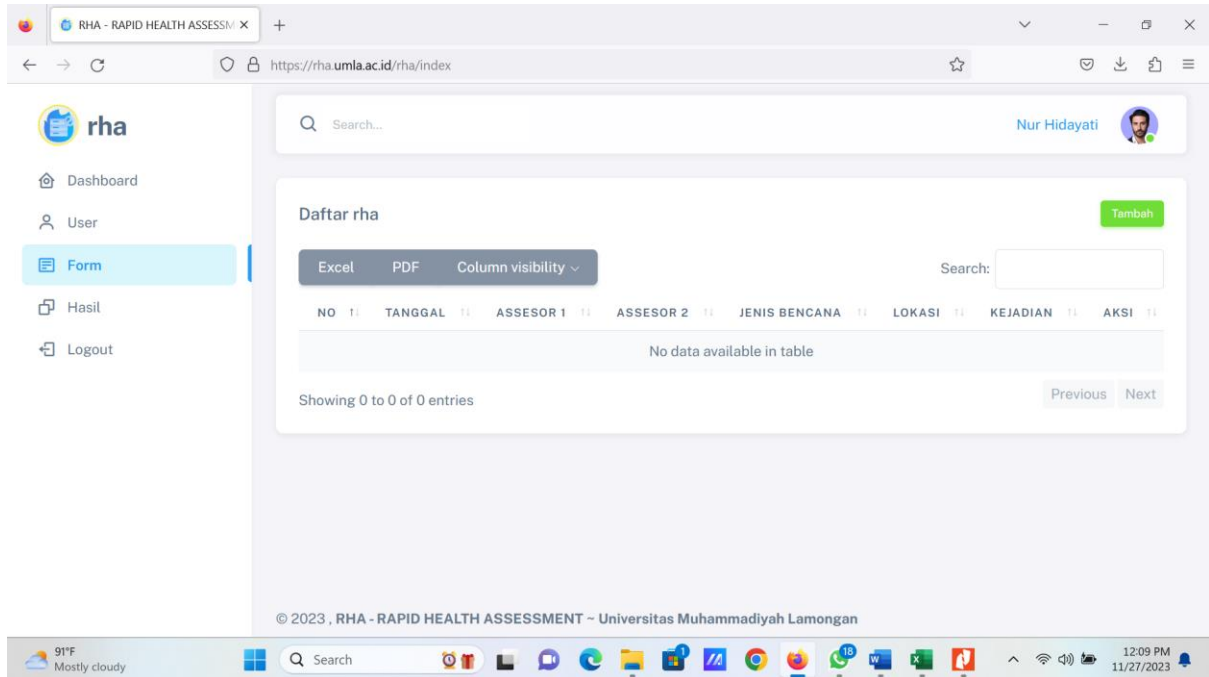 RHA - RAPID HEALTH ASSESSM
https://rha.umla.ac.id/rha/index
rha
Search...
Nur Hidayati
Dashboard
User
Form
Hasil
Logout
Daftar rha
Tambah
Excel PDF Column visibility
Search:
NO TANGGAL ASSESOR 1 ASSESOR 2 JENIS BENCANA LOKASI KEJADIAN AKSI
No data available in table
Showing 0 to 0 of 0 entries
Previous Next
© 2023 , RHA - RAPID HEALTH ASSESSMENT ~ Universitas Muhammadiyah Lamongan
91°F
Mostly cloudy
Search
18
1
12:09 PM
11/27/2023